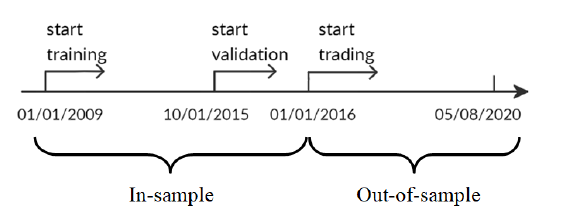 start
training
start
validation
start
trading
01/01/2009
10/01/2015
01/01/2016
05/08/2020
In-sample
Out-of-sample